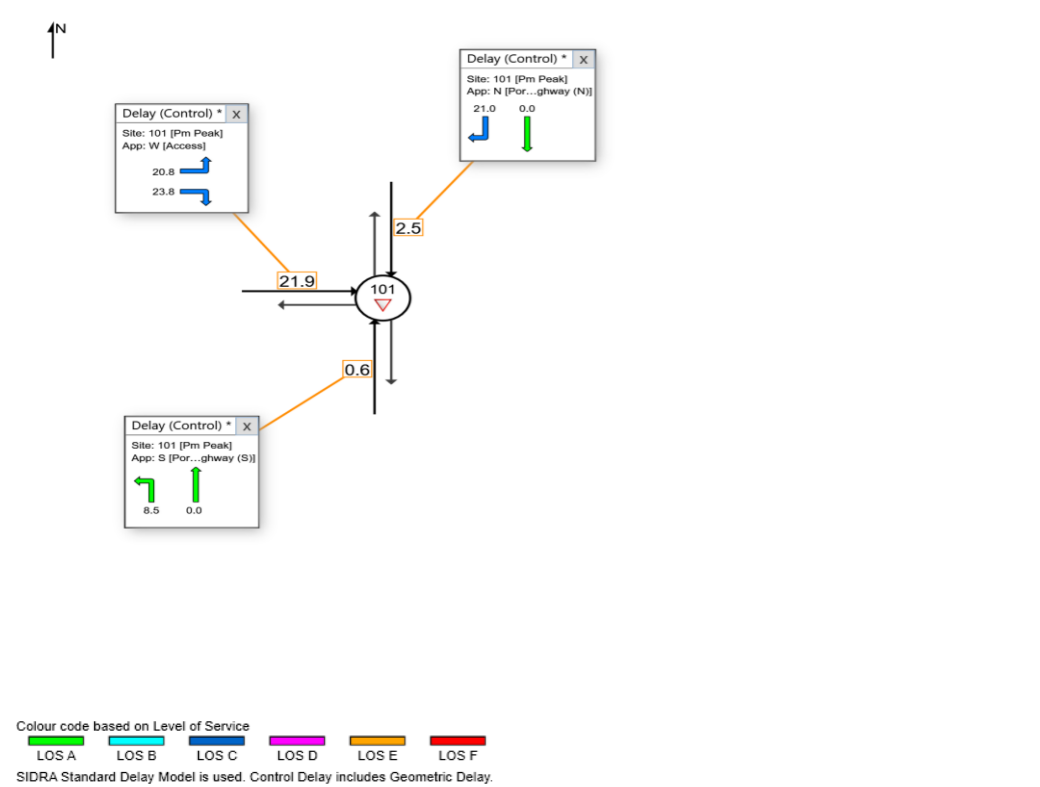 N
Delay (Control) * x
Site: 101 [Pm Peak]
App: N [Por...ghway (N)]
21.0 0.0
Delay (Control) * x
Site: 101 [Pm Peak]
App: W [Access]
20.8
23.8
2.5
21.9
101
0.6
Delay (Control) * x
Site: 101 [Pm Peak]
App: S [Por...ghway (S)]
8.5 0.0
Colour code based on Level of Service
LOS A LOS B LOS C LOS D LOS E LOS F
SIDRA Standard Delay Model is used. Control Delay includes Geometric Delay.